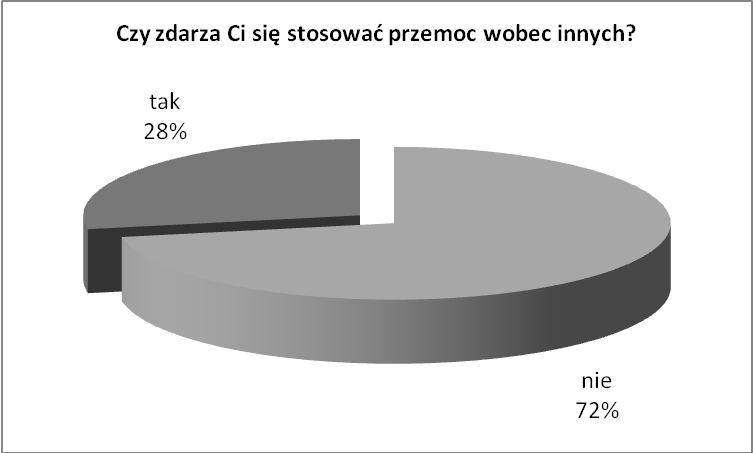 Czy zdarza Ci się stosować przemoc wobec innych?
tak
28%
nie
72%